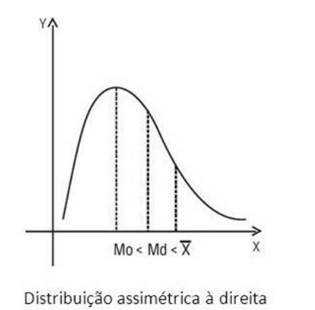 Y
X
Mo < Md < X̅
Distribuição assimétrica à direita